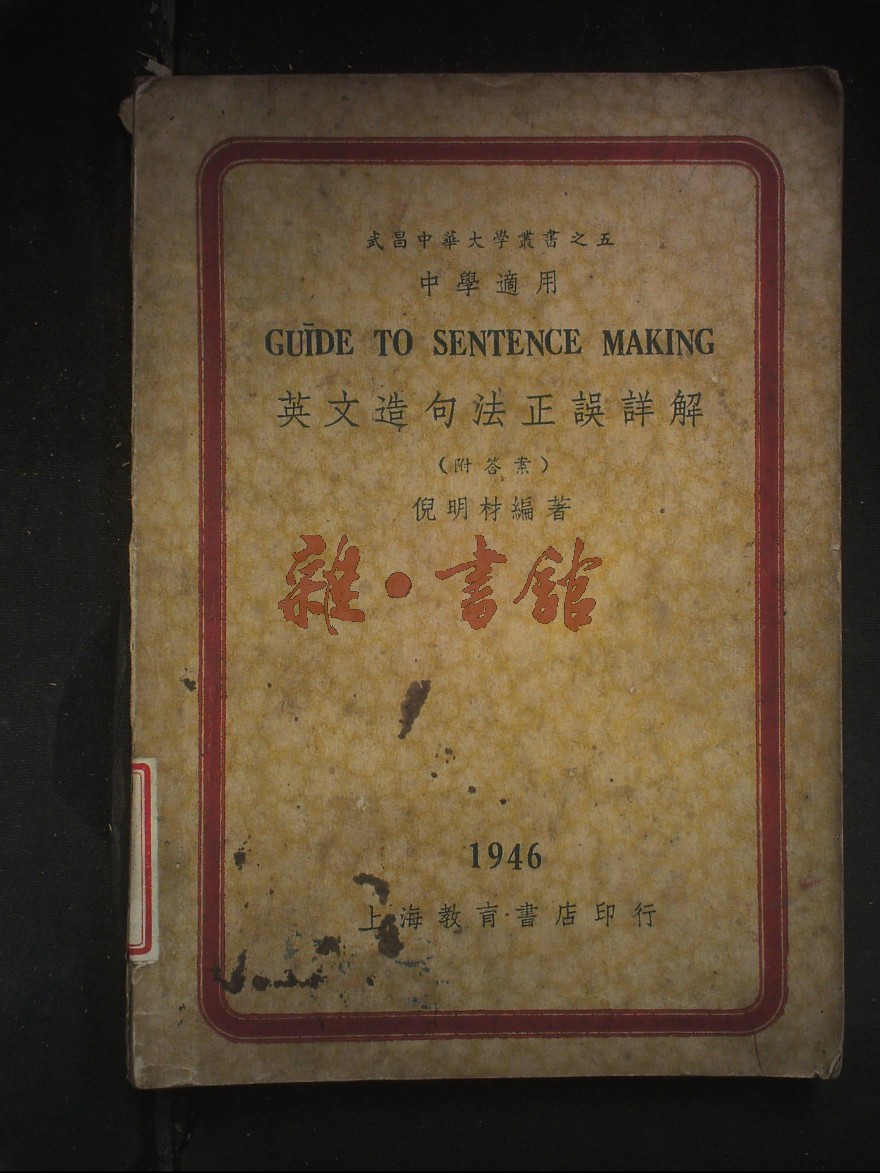 武昌中華大學叢書之五
中學適用
GUĪDE TO SENTENCE MAKING
英文造句法正誤詳解
(附答案)
倪明材編著
雜·書館
1946
上海教育書店印行